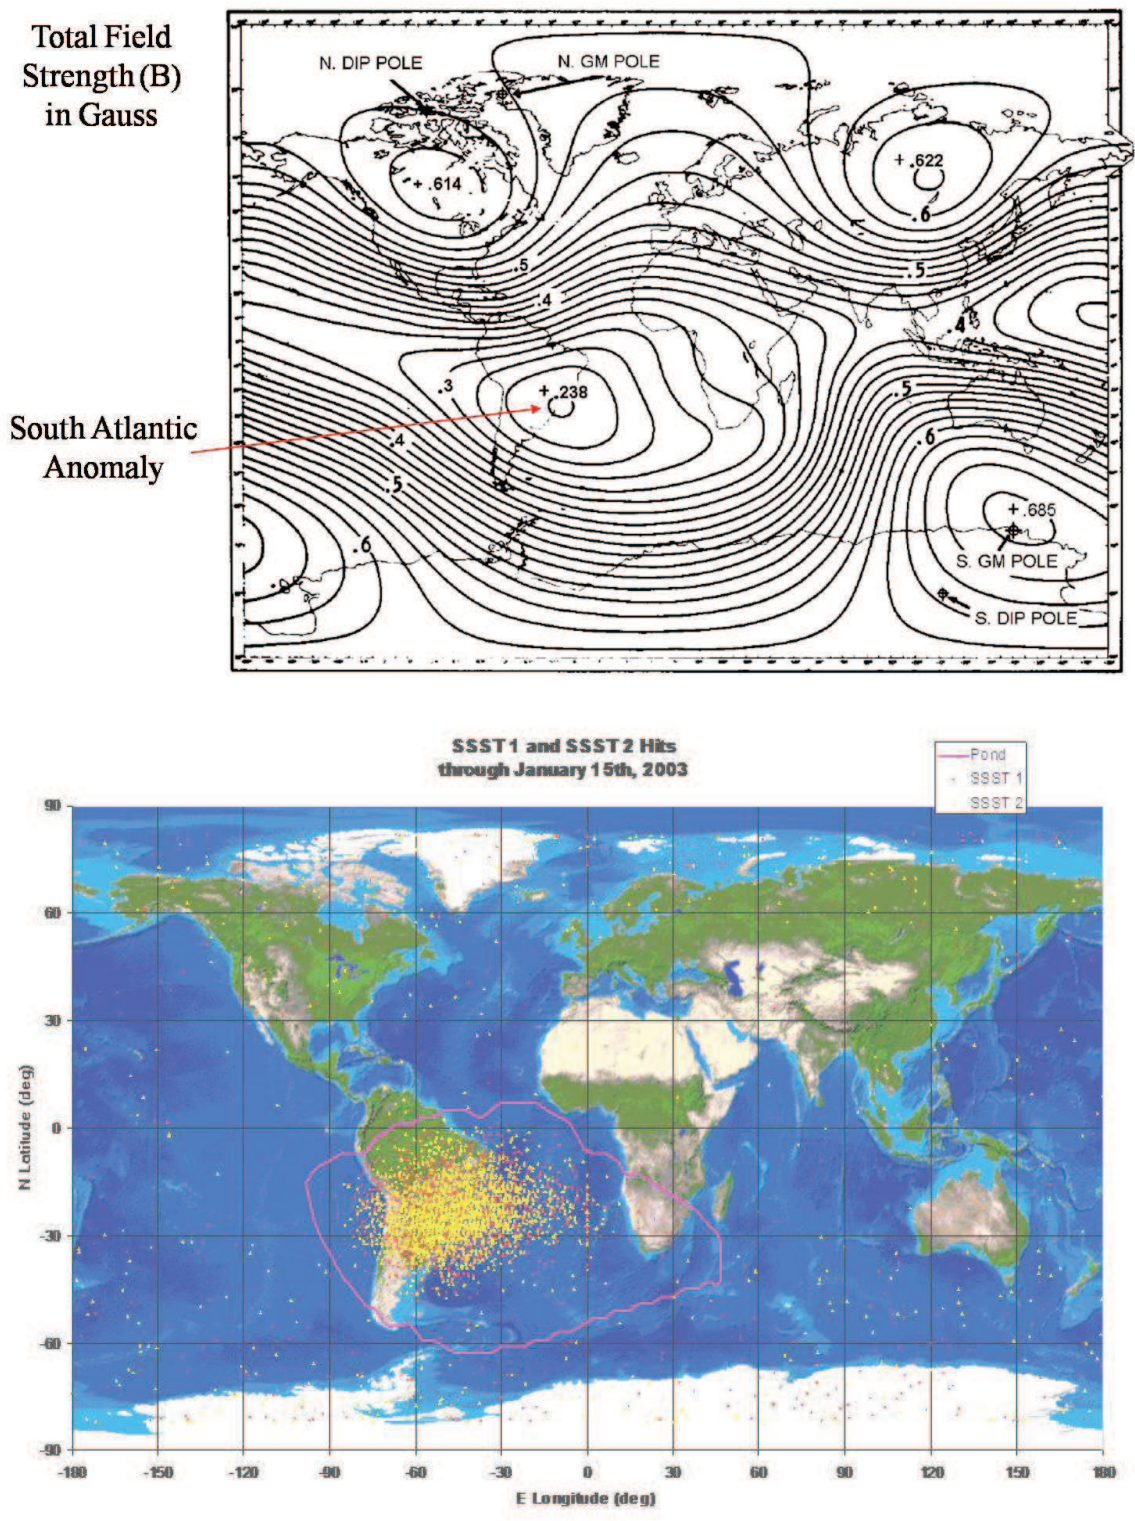 Total Field
Strength (B)
in Gauss
N. DIP POLE
N. GM POLE
+ .614
+ .622
.6
.5
.5
.4
.4
.3
+ .238
.5
South Atlantic
Anomaly
.4
.6
.5
+ .685
.6
S. GM POLE
S. DIP POLE
SSST 1 and SSST 2 Hits
through January 15th, 2003
Pond
SSST 1
SSST 2
90
60
30
0
-30
-60
-90
N Latitude (deg)
-180 -150 -120 -90 -60 -30 0 30 60 90 120 150 180
E Longitude (deg)